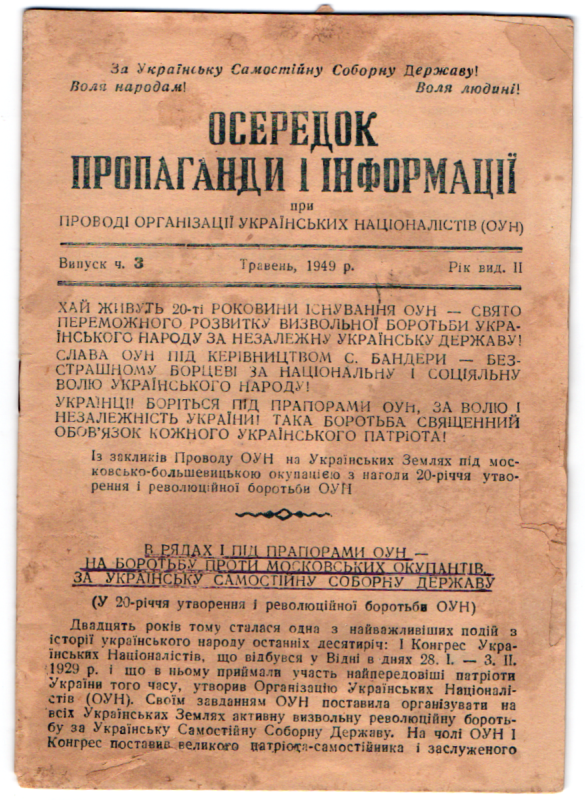 За Українську Самостійну Соборну Державу!
Воля народам! Воля людині!
ОСЕРЕДОК
ПРОПАГАНДИ І ІНФОРМАЦІЇ
при
ПРОВОДІ ОРГАНІЗАЦІЇ УКРАЇНСЬКИХ НАЦІОНАЛІСТІВ (ОУН)
Випуск ч. 3 Травень, 1949 р. Рік вид. II
ХАЙ ЖИВУТЬ 20-ті РОКОВИНИ ІСНУВАННЯ ОУН — СВЯТО
ПЕРЕМОЖНОГО РОЗВИТКУ ВИЗВОЛЬНОЇ БОРОТЬБИ УКРА-
ЇНСЬКОГО НАРОДУ ЗА НЕЗАЛЕЖНУ УКРАЇНСЬКУ ДЕРЖАВУ!
СЛАВА ОУН ПІД КЕРІВНИЦТВОМ С. БАНДЕРИ — БЕЗ-
СТРАШНОМУ БОРЦЕВІ ЗА НАЦІОНАЛЬНУ І СОЦІЯЛЬНУ
ВОЛЮ УКРАЇНСЬКОГО НАРОДУ!
УКРАЇНЦІ! БОРІТЬСЯ ПІД ПРАПОРАМИ ОУН, ЗА ВОЛЮ І
НЕЗАЛЕЖНІСТЬ УКРАЇНИ! ТАКА БОРОТЬБА СВЯЩЕННИЙ
ОБОВ'ЯЗОК КОЖНОГО УКРАЇНСЬКОГО ПАТРІОТА!
Із закликів Проводу ОУН на Українських Землях під мос-
ковсько-большевицькою окупацією з нагоди 20-річчя утво-
рення і революційної боротьби ОУН
В РЯДАХ І ПІД ПРАПОРАМИ ОУН —
НА БОРОТЬБУ ПРОТИ МОСКОВСЬКИХ ОКУПАНТІВ,
ЗА УКРАЇНСЬКУ САМОСТІЙНУ СОБОРНУ ДЕРЖАВУ
(У 20-річчя утворення і революційної боротьби ОУН)
Двадцять років тому сталася одна з найважливіших подій з
історії українського народу останніх десятиріч: І Конгрес Укра-
їнських Націоналістів, що відбувся у Відні в днях 28. І. — 3. ІІ.
1929 р. і що в ньому приймали участь найпередовіші патріоти
України того часу, утворив Організацію Українських Націоналі-
стів (ОУН). Своїм завданням ОУН поставила організувати на
всіх Українських Землях активну визвольну революційну бороть-
бу за Українську Самостійну Соборну Державу. На чолі ОУН І
Конгрес поставив великого патріота-самостійника і заслуженого